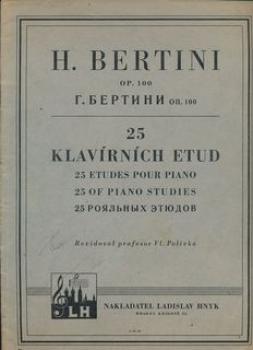 H. BERTINI
OP. 100
Г. БЕРТИНИ ОП. 100
25
KLAVÍRNÍCH ETUD
25 ETUDES POUR PIANO
25 OF PIANO STUDIES
25 РОЯЛЬНЫХ ЭТЮДОВ
Revidoval profesor Vl. Polívka
LH
NAKLADATEL LADISLAV HNYK